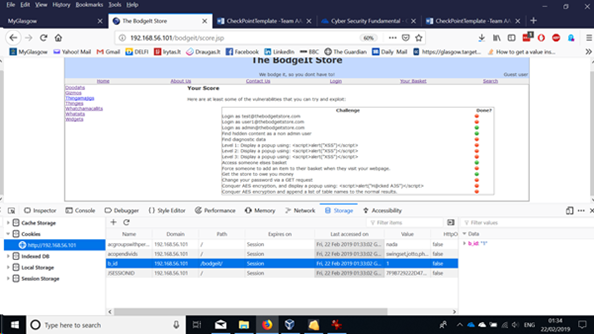 File Edit View History Bookmarks Tools Help
MyGlasgow The BodgeIt Store CheckPointTemplate - Team A Cyber Security Fundamental CheckPointTemplate - Team A
192.168.56.101/bodgeit/score.jsp 60% Search
MyGlasgow Yahoo! Mail Gmail DELFI lrytas.lt Draugas.lt Facebook LinkedIn BBC The Guardian Daily Mail https://glasgow.target... How to get a value ins...
The BodgeIt Store
We bodge it, so you dont have to! Guest user
Home About Us Contact Us Login Your Basket Search
Doodahs
Gizmos
Thingamajigs
Thingies
Whatchamacallits
Whatsits
Widgets
Your Score
Here are at least some of the vulnerabilities that you can try and exploit:
Challenge Done?
Login as test@thebodgeitstore.com
Login as user1@thebodgeitstore.com
Login as admin@thebodgeitstore.com
Find hidden content as a non admin user
Find diagnostic data
Level 1: Display a popup using: <script>alert("XSS")</script>
Level 2: Display a popup using: <script>alert("XSS")</script>
Level 3: Display a popup using: <script>alert("XSS")</script>
Access someone elses basket
Force someone to add an item to their basket when they visit your webpage.
Get the store to owe you money
Change your password via a GET request
Conquer AES encryption, and display a popup using: <script>alert("H@cked A3S")</script>
Conquer AES encryption and append a list of table names to the normal results.
Inspector Console Debugger Style Editor Performance Memory Network Storage Accessibility
Cache Storage
Cookies
http://192.168.56.101
Indexed DB
Local Storage
Session Storage
Filter items
Name Domain Path Expires on Last accessed on Value HttpO
acgroupswithper... 192.168.56.101 / Session Fri, 22 Feb 2019 01:33:02 G... nada false
acopendivids 192.168.56.101 / Session Fri, 22 Feb 2019 01:33:02 G... swingset,jotto,ph... false
b_id 192.168.56.101 /bodgeit/ Session Fri, 22 Feb 2019 01:33:02 G... 1 false
JSESSIONID 192.168.56.101 / Session Fri, 22 Feb 2019 01:33:02 G... false
Filter values
Data
b_id: "1"
Type here to search
ENG
01:34
22/02/2019